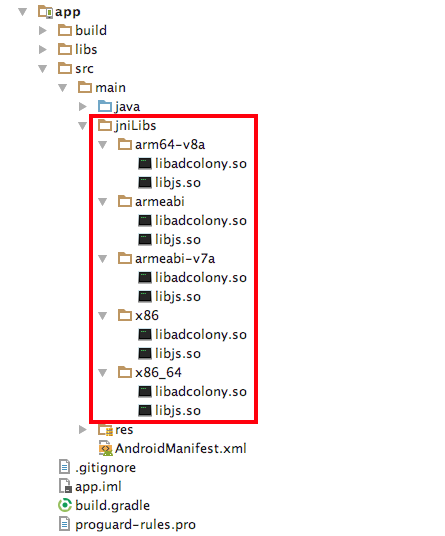 app
build
libs
src
main
java
jniLibs
arm64-v8a
libadcolony.so
libjs.so
armeabi
libadcolony.so
libjs.so
armeabi-v7a
libadcolony.so
libjs.so
x86
libadcolony.so
libjs.so
x86_64
libadcolony.so
libjs.so
res
AndroidManifest.xml
.gitignore
app.iml
build.gradle
proguard-rules.pro